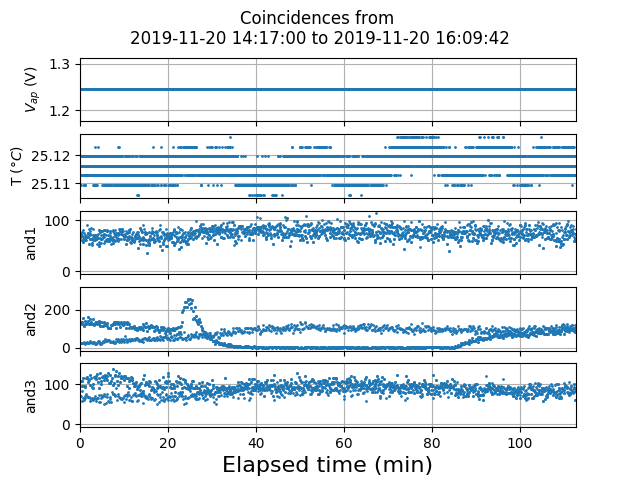 Coincidences from
2019-11-20 14:17:00 to 2019-11-20 16:09:42
1.3
1.2
V_ap (V)
25.12
25.11
T (°C)
100
0
and1
200
0
and2
100
0
and3
0 20 40 60 80 100
Elapsed time (min)